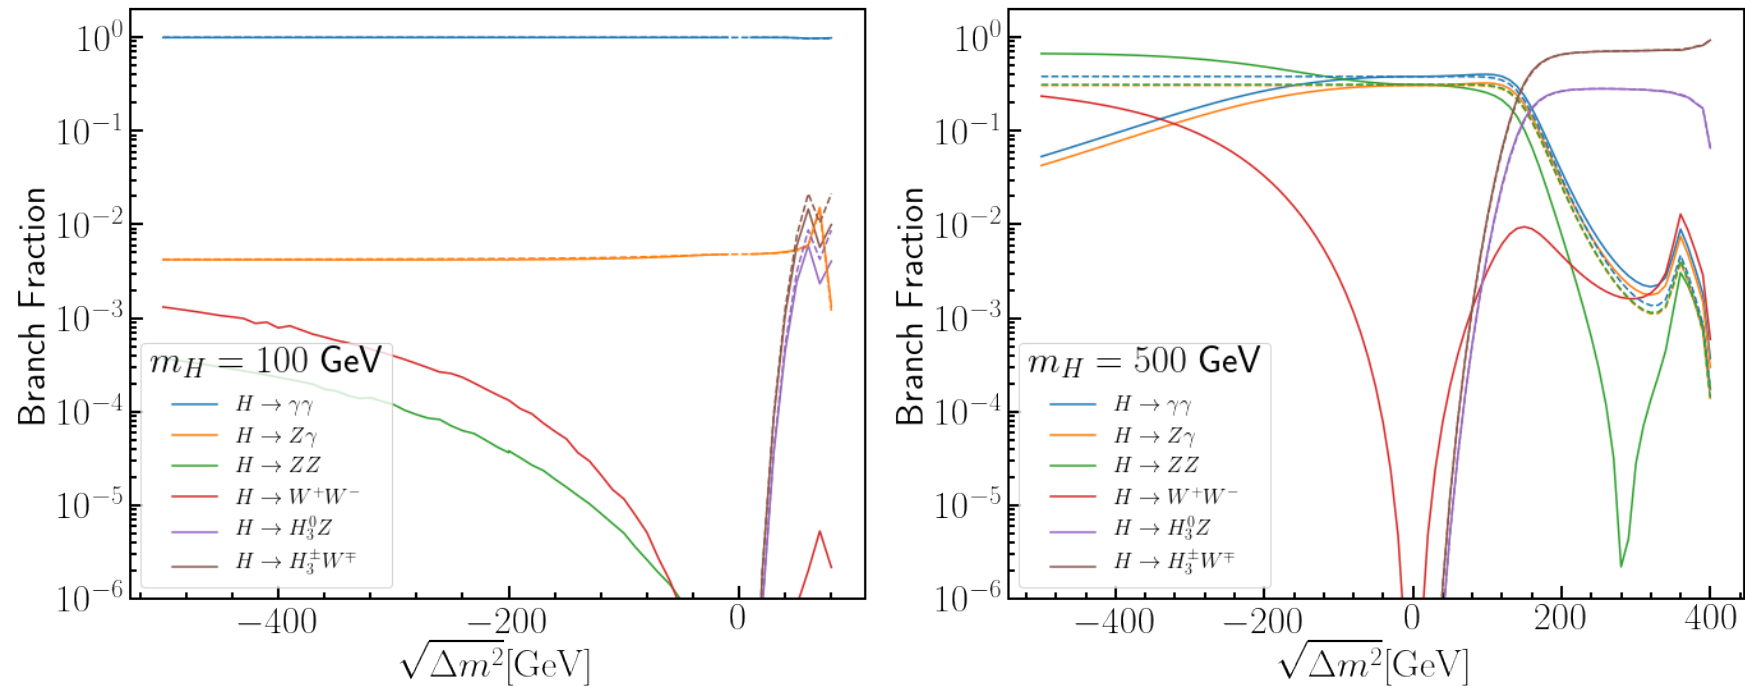 Branch Fraction
10^0
10^{-1}
10^{-2}
10^{-3}
10^{-4}
10^{-5}
10^{-6}
m_H = 100 GeV
H → γγ
H → Zγ
H → ZZ
H → W^+W^-
H → H_3^0Z
H → H_3^±W^∓
−400
−200
0
√Δm²[GeV]
Branch Fraction
10^0
10^{-1}
10^{-2}
10^{-3}
10^{-4}
10^{-5}
10^{-6}
m_H = 500 GeV
H → γγ
H → Zγ
H → ZZ
H → W^+W^-
H → H_3^0Z
H → H_3^±W^∓
−400
−200
0
200
400
√Δm²[GeV]